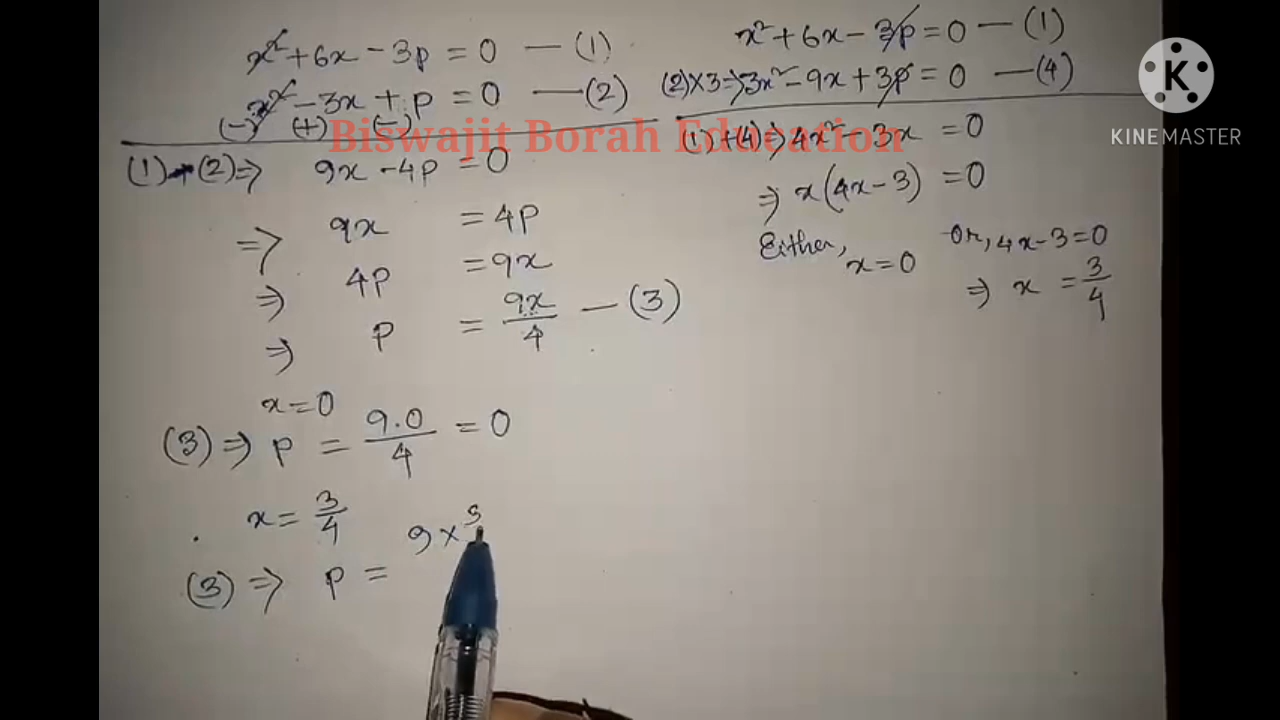 x² + 6x - 3p = 0 — (1)
x² - 3x + p = 0 — (2)
(-) (+) (-)
(1) - (2) ⇒ 9x - 4p = 0
⇒ 9x = 4p
⇒ 4p = 9x
⇒ p = 9x/4 — (3)
x = 0
(3) ⇒ p = 9.0/4 = 0
x = 3/4
(3) ⇒ p = 9 × 3
x² + 6x - 3p = 0 — (1)
(2) × 3 ⇒ 3x² - 9x + 3p = 0 — (4)
(1) + (4) ⇒ 4x² - 3x = 0
⇒ x(4x - 3) = 0
Either, x = 0 or, 4x - 3 = 0
⇒ x = 3/4
Biswajit Borah Education
K
KINEMASTER